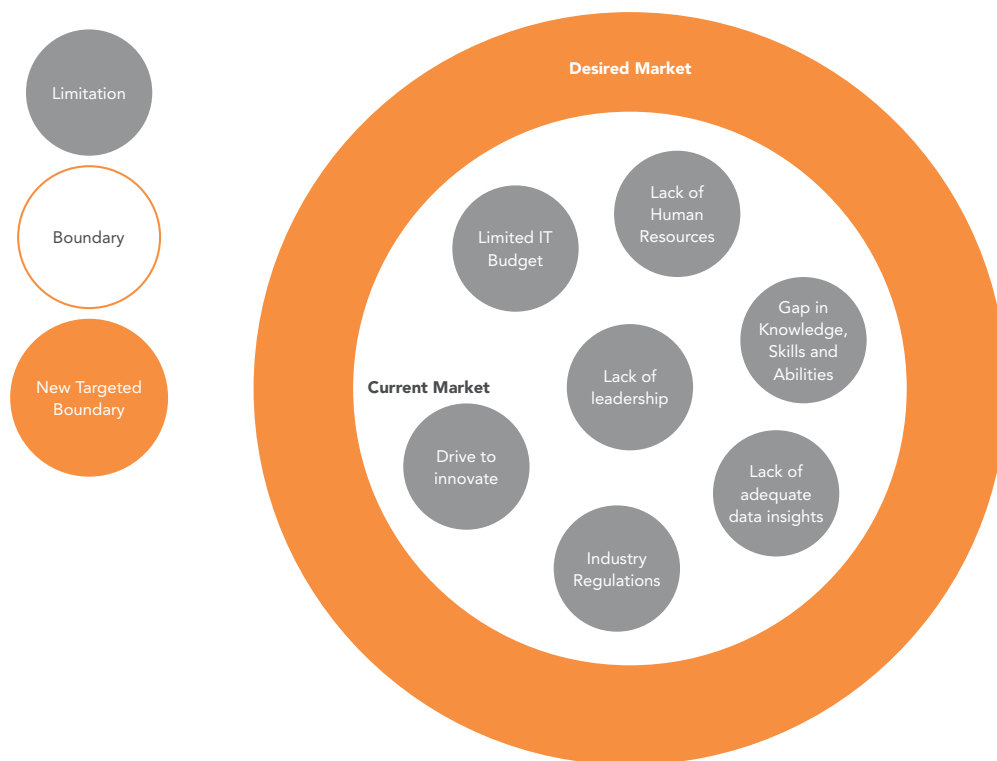 Limitation
Boundary
New Targeted
Boundary
Desired Market
Lack of
Human
Resources
Limited IT
Budget
Gap in
Knowledge,
Skills and
Abilities
Current Market
Lack of
leadership
Drive to
innovate
Lack of
adequate
data insights
Industry
Regulations